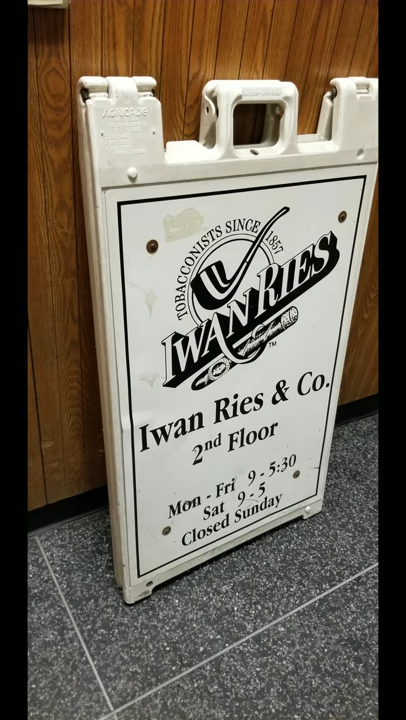 SIGNICADE
TOBACCONISTS SINCE 1857
IWAN RIES
TM
Iwan Ries & Co.
2nd Floor
Mon - Fri 9 - 5:30
Sat 9 - 5
Closed Sunday